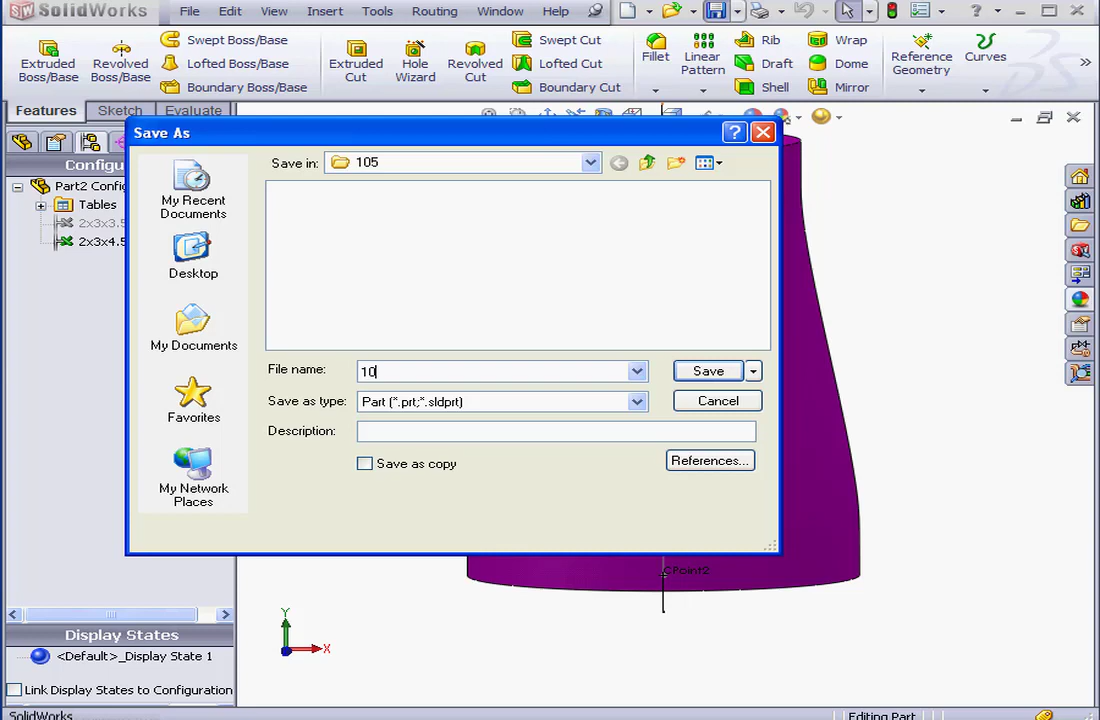 SW SolidWorks File Edit View Insert Tools Routing Window Help
Extruded Boss/Base
Revolved Boss/Base
Swept Boss/Base
Lofted Boss/Base
Boundary Boss/Base
Extruded Cut
Hole Wizard
Revolved Cut
Swept Cut
Lofted Cut
Boundary Cut
Fillet
Linear Pattern
Rib
Draft
Shell
Wrap
Dome
Mirror
Reference Geometry
Curves
Features Sketch Evaluate
Configu
Part2 Config
Tables
2x3x3.5
2x3x4.5
Save As
Save in: 105
My Recent Documents
Desktop
My Documents
Favorites
My Network Places
File name: 10 Save
Save as type: Part (*.prt;*.sldprt) Cancel
Description:
Save as copy References...
CPoint2
Y
X
Display States
<Default>_Display State 1
Link Display States to Configuration
SolidWorks Editing Part